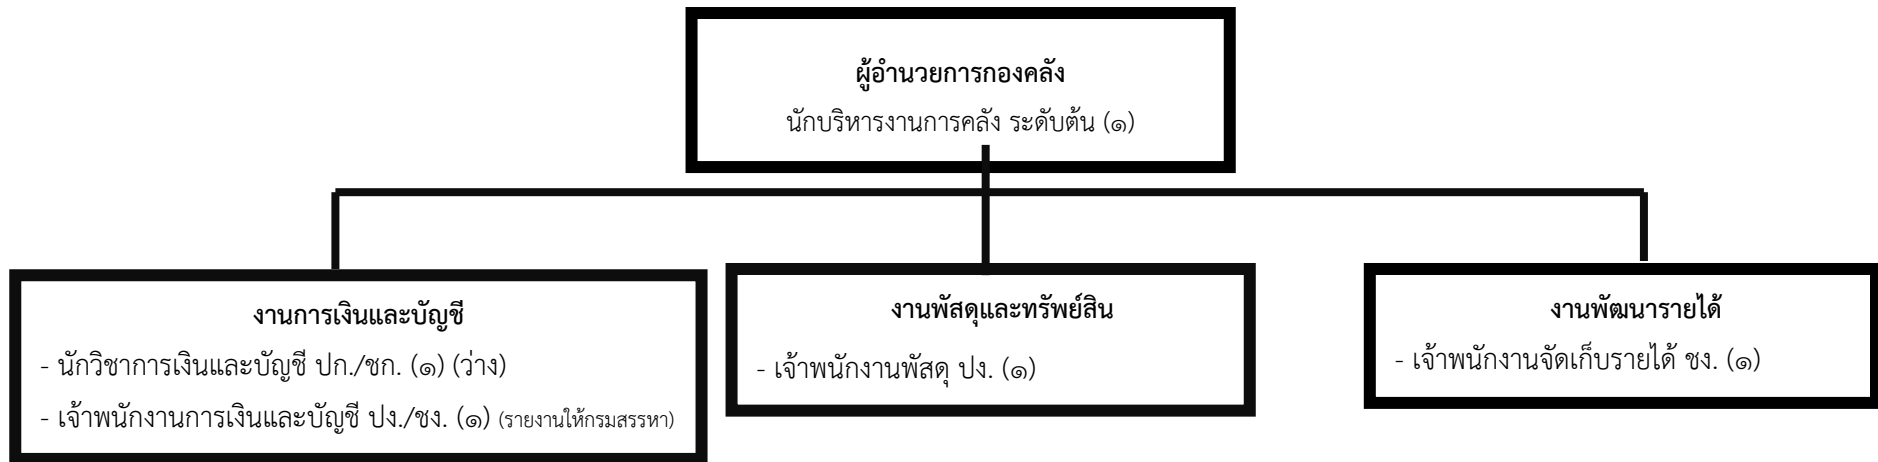 ผู้อำนวยการกองคลัง
นักบริหารงานการคลัง ระดับต้น (๑)
งานการเงินและบัญชี
- นักวิชาการเงินและบัญชี ปก./ชก. (๑) (ว่าง)
- เจ้าพนักงานการเงินและบัญชี ปง./ชง. (๑) (รายงานให้กรมสรรหา)
งานพัสดุและทรัพย์สิน
- เจ้าพนักงานพัสดุ ปง. (๑)
งานพัฒนารายได้
- เจ้าพนักงานจัดเก็บรายได้ ชง. (๑)